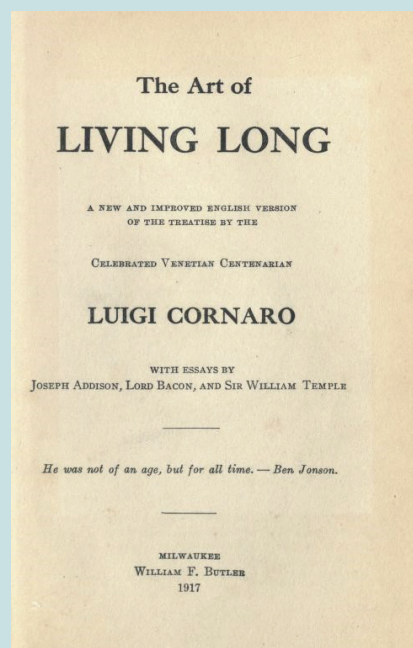 The Art of
LIVING LONG
A NEW AND IMPROVED ENGLISH VERSION
OF THE TREATISE BY THE
CELEBRATED VENETIAN CENTENARIAN
LUIGI CORNARO
WITH ESSAYS BY
JOSEPH ADDISON, LORD BACON, AND SIR WILLIAM TEMPLE
He was not of an age, but for all time. — Ben Jonson.
MILWAUKEE
WILLIAM F. BUTLER
1917